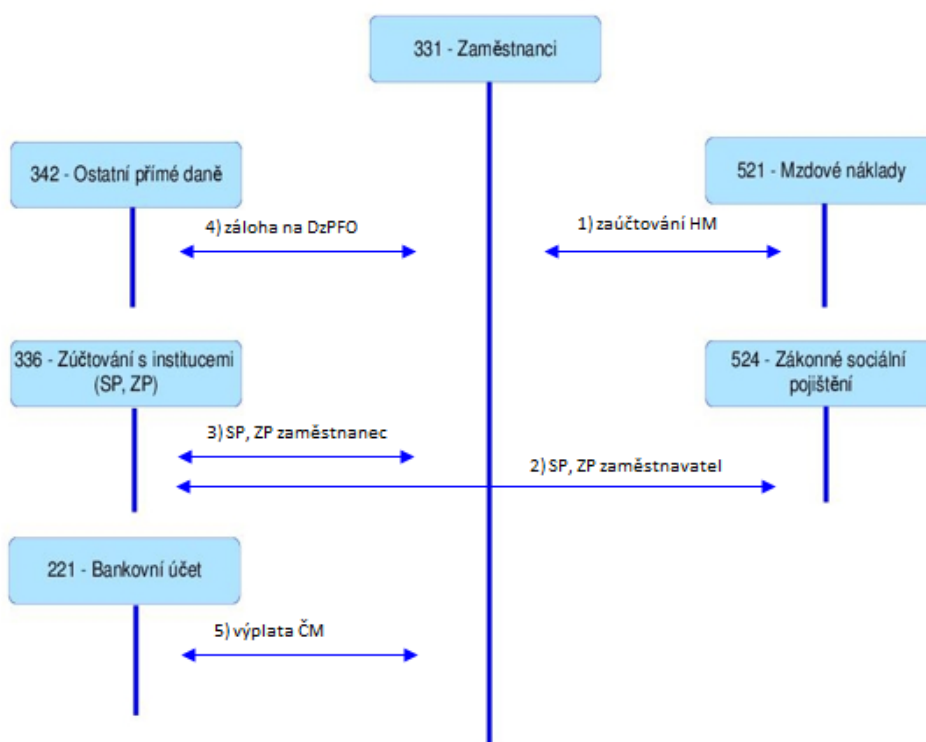 331 - Zaměstnanci
342 - Ostatní přímé daně
521 - Mzdové náklady
4) záloha na DzPFO
1) zaúčtování HM
336 - Zúčtování s institucemi
(SP, ZP)
524 - Zákonné sociální
pojištění
3) SP, ZP zaměstnanec
2) SP, ZP zaměstnavatel
221 - Bankovní účet
5) výplata ČM